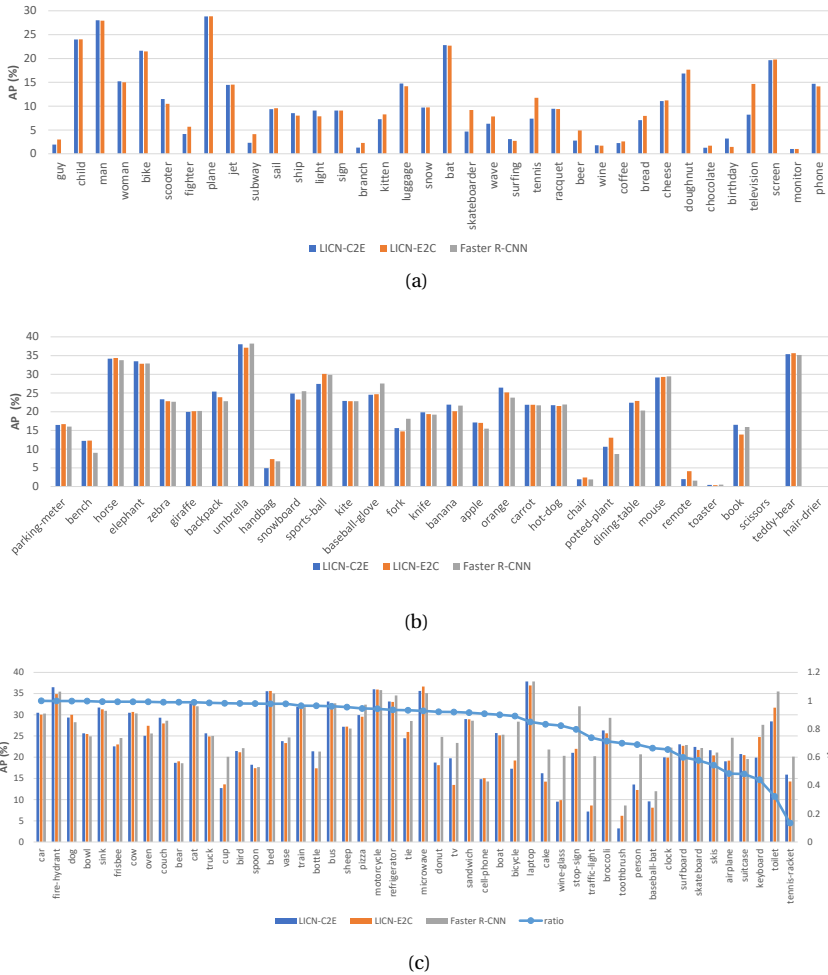 30
25
20
15
10
5
0
AP (%)
guy child man woman bike scooter fighter plane jet subway sail ship light sign branch kitten luggage snow bat skateboarder wave surfing tennis racquet beer wine coffee bread cheese doughnut chocolate birthday television screen monitor phone
LICN-C2E LICN-E2C Faster R-CNN
(a)
40
35
30
25
20
15
10
5
0
AP (%)
parking-meter bench horse elephant zebra giraffe backpack umbrella handbag snowboard sports-ball kite baseball-glove fork knife banana apple orange carrot hot-dog chair potted-plant dining-table mouse remote toaster book scissors teddy-bear hair-drier
LICN-C2E LICN-E2C Faster R-CNN
(b)
40 1.2
35
30 1
25 0.8
20 0.6
15
10 0.4
5 0.2
0 0
AP (%)
car fire-hydrant dog bowl sink frisbee cow oven couch bear cat truck cup bird spoon bed vase train bottle bus sheep pizza motorcycle refrigerator tie microwave donut tv sandwich cell-phone boat bicycle laptop cake wine-glass stop-sign traffic-light broccoli toothbrush person baseball-bat clock surfboard skateboard skis airplane suitcase keyboard toilet tennis-racket
LICN-C2E LICN-E2C Faster R-CNN ratio
(c)